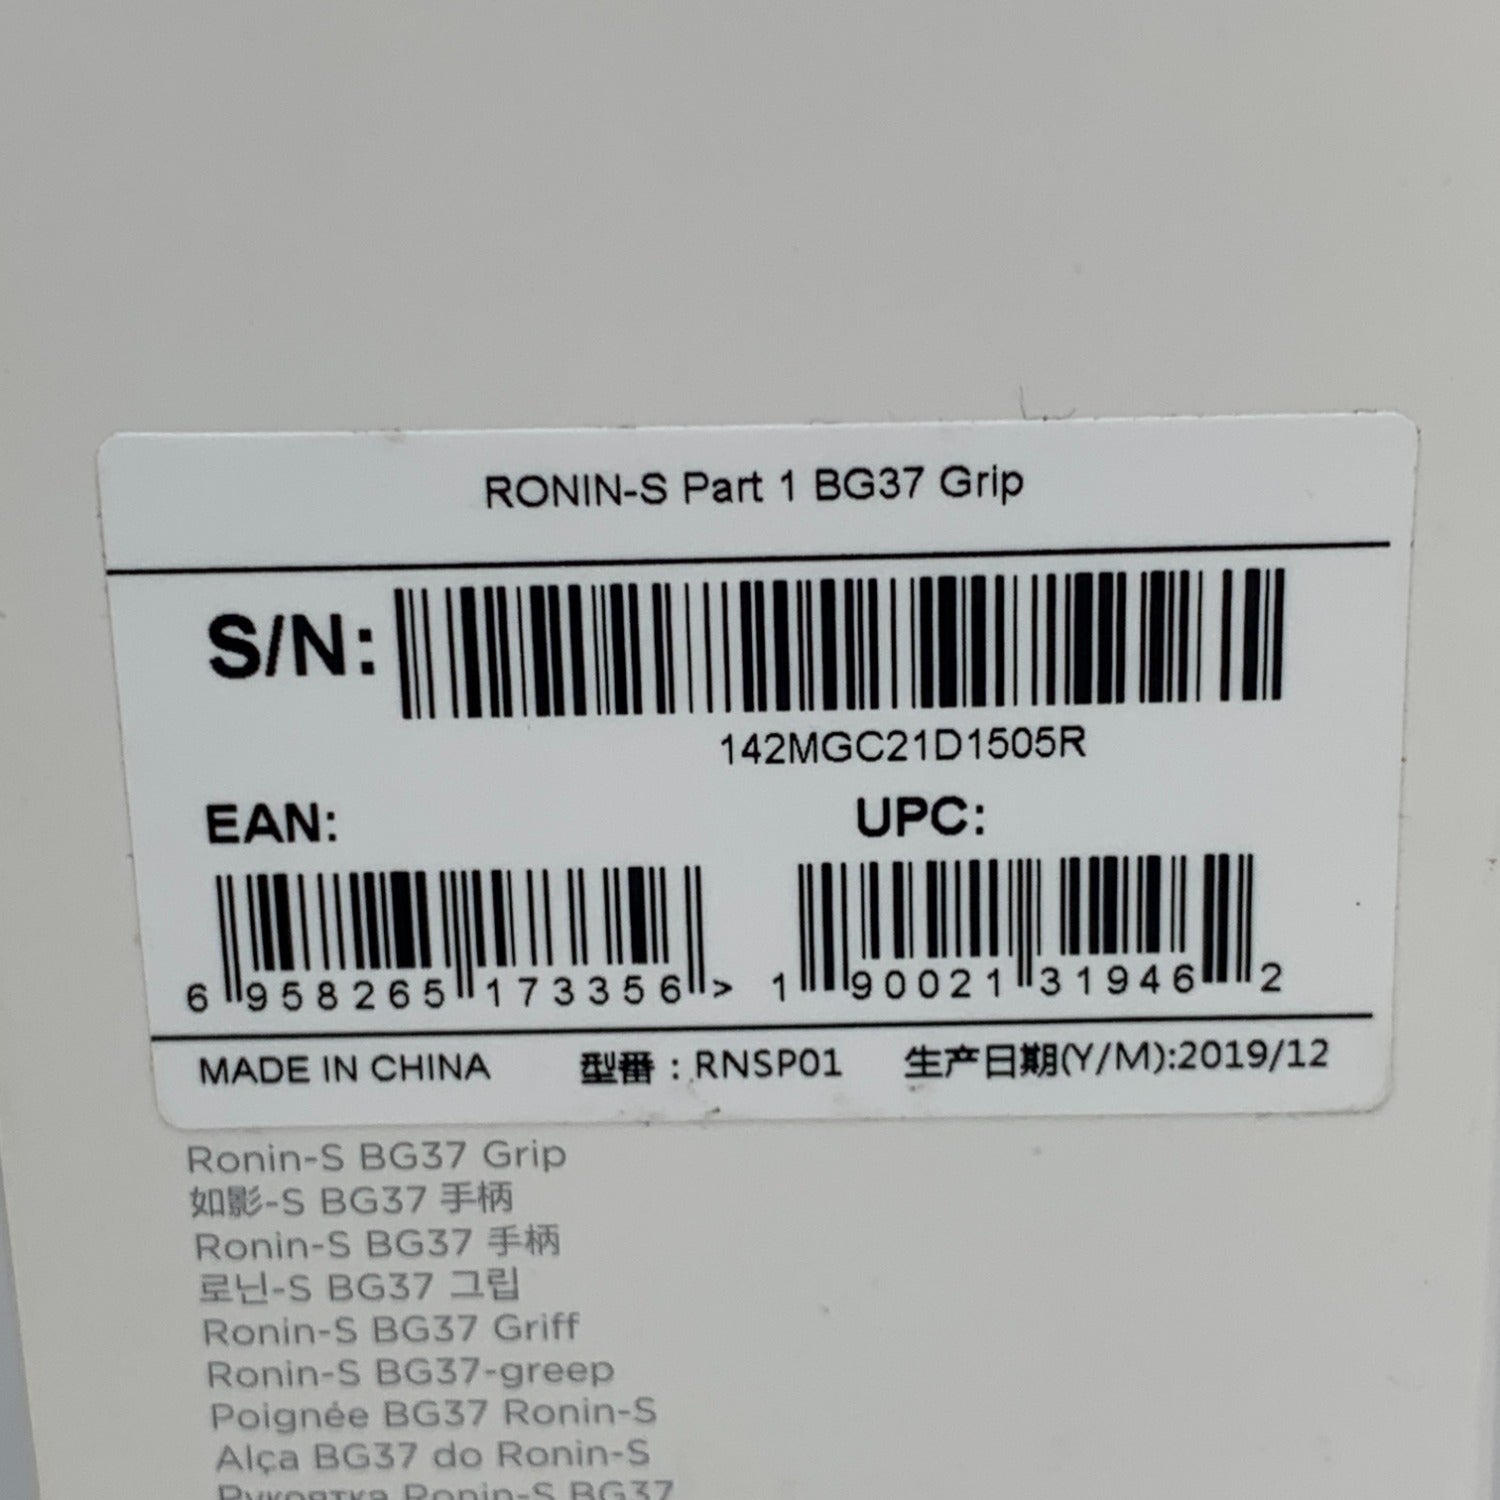 RONIN-S Part 1 BG37 Grip
S/N:
142MGC21D1505R
EAN: UPC:
6 958265 173356 > 1 90021 31946 2
MADE IN CHINA 型番：RNSP01 生产日期(Y/M):2019/12
Ronin-S BG37 Grip
如影-S BG37 手柄
Ronin-S BG37 手柄
로닌-S BG37 그립
Ronin-S BG37 Griff
Ronin-S BG37-greep
Poignée BG37 Ronin-S
Alça BG37 do Ronin-S
Рукоятка Ronin-S BG37